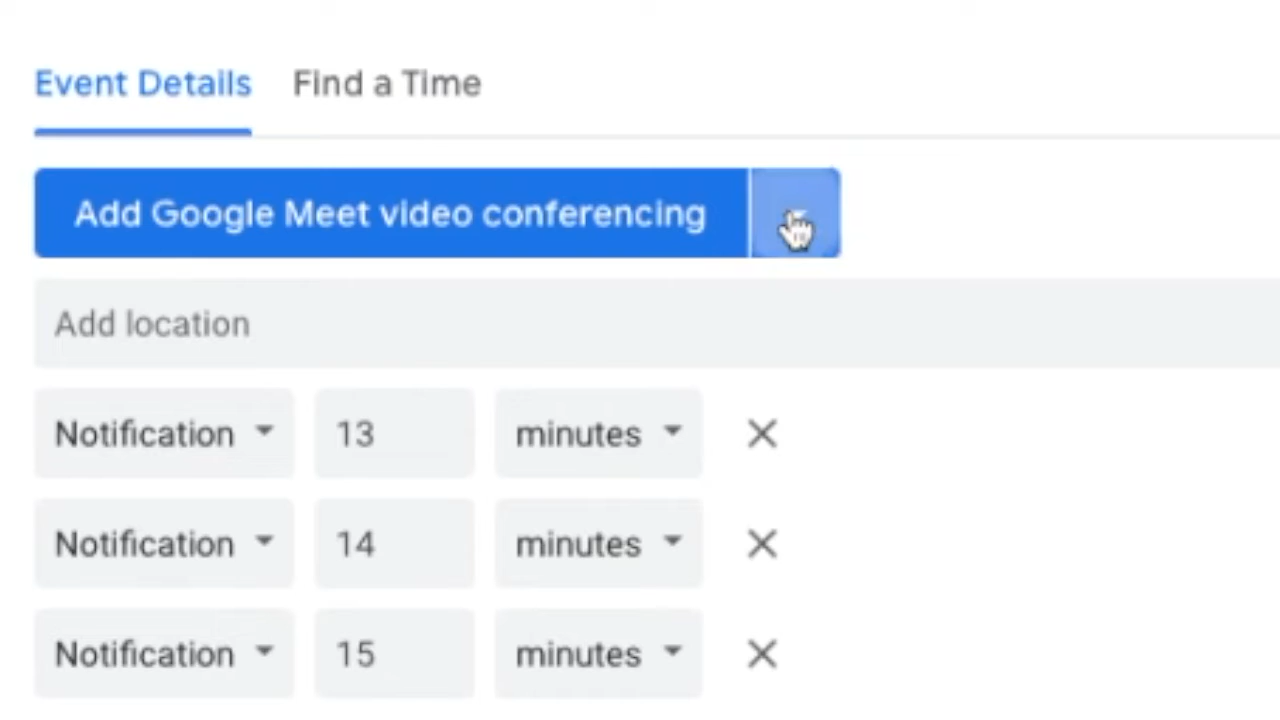 Event Details Find a Time
Add Google Meet video conferencing
Add location
Notification 13 minutes
Notification 14 minutes
Notification 15 minutes